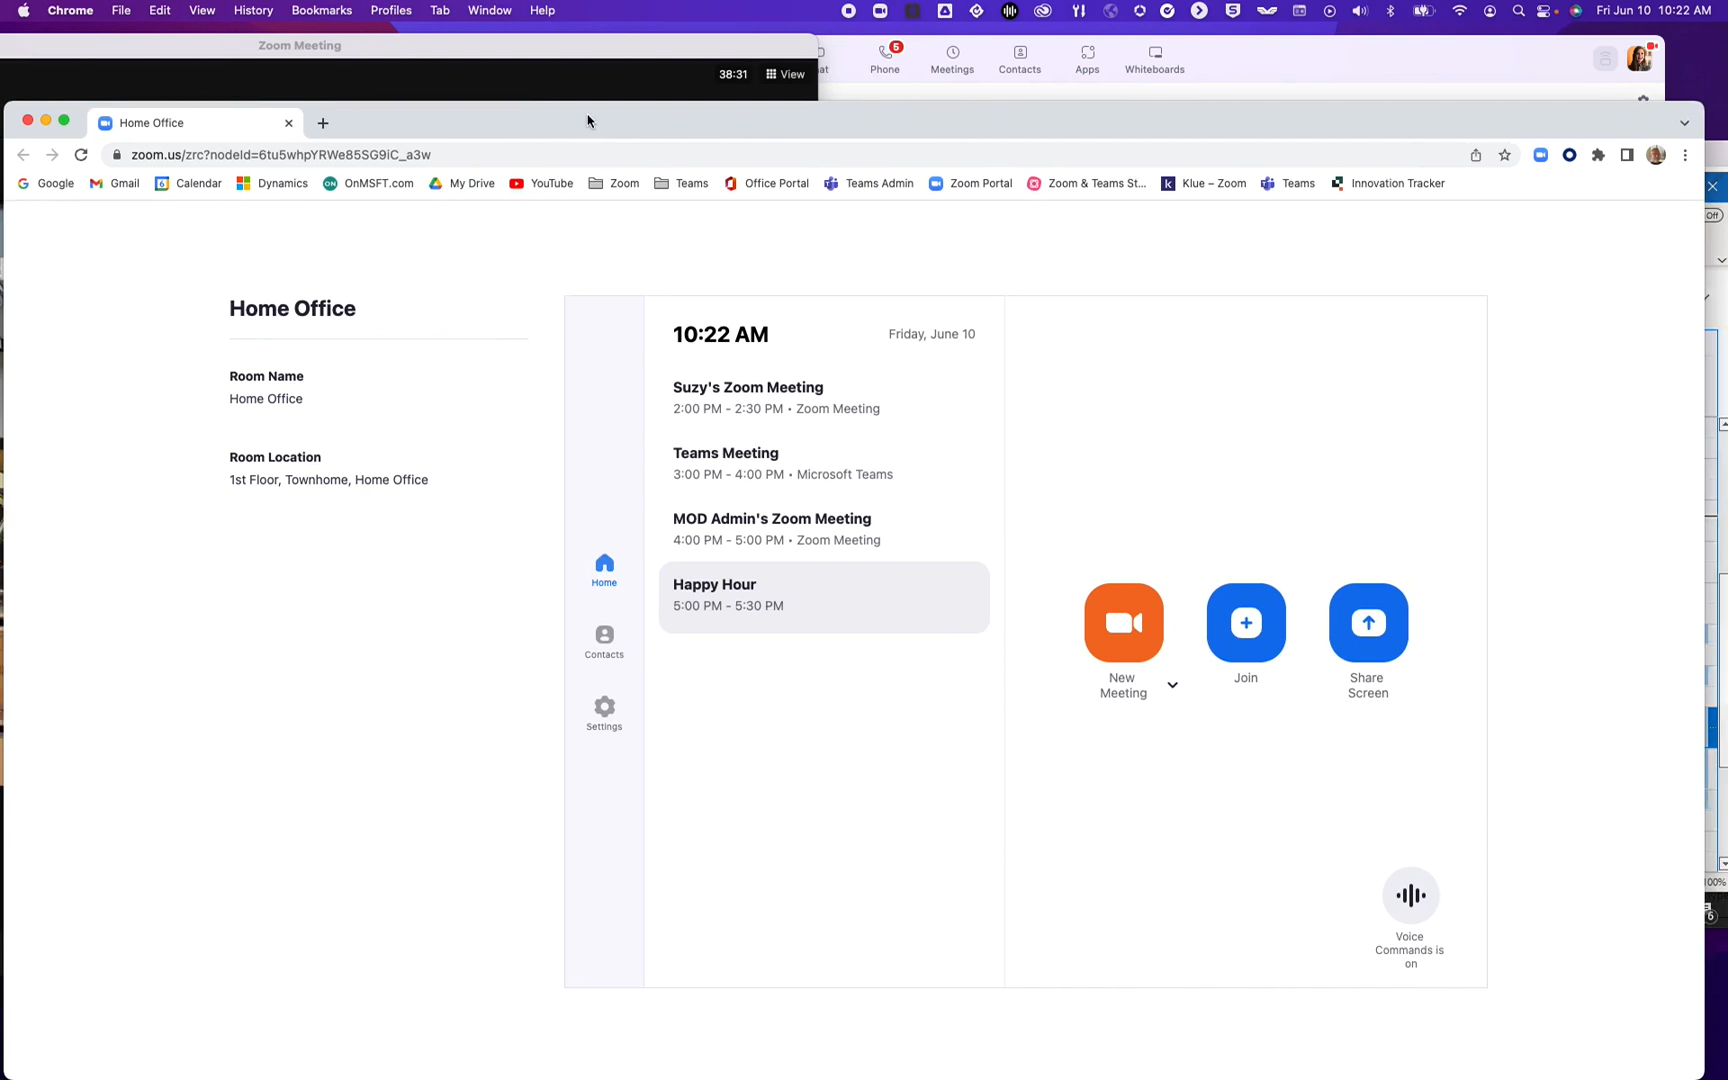 Chrome File Edit View History Bookmarks Profiles Tab Window Help Fri Jun 10 10:22 AM
Zoom Meeting
5
at Phone Meetings Contacts Apps Whiteboards
38:31 View
Home Office
zoom.us/zrc?nodeId=6tu5whpYRWe85SG9iC_a3w
Google Gmail Calendar Dynamics OnMSFT.com My Drive YouTube Zoom Teams Office Portal Teams Admin Zoom Portal Zoom & Teams St... Klue – Zoom Teams Innovation Tracker
Off
Home Office
Room Name
Home Office
Room Location
1st Floor, Townhome, Home Office
Home
Contacts
Settings
10:22 AM Friday, June 10
Suzy's Zoom Meeting
2:00 PM - 2:30 PM • Zoom Meeting
Teams Meeting
3:00 PM - 4:00 PM • Microsoft Teams
MOD Admin's Zoom Meeting
4:00 PM - 5:00 PM • Zoom Meeting
Happy Hour
5:00 PM - 5:30 PM
New
Meeting
Join
Share
Screen
Voice
Commands is
on
100%
6